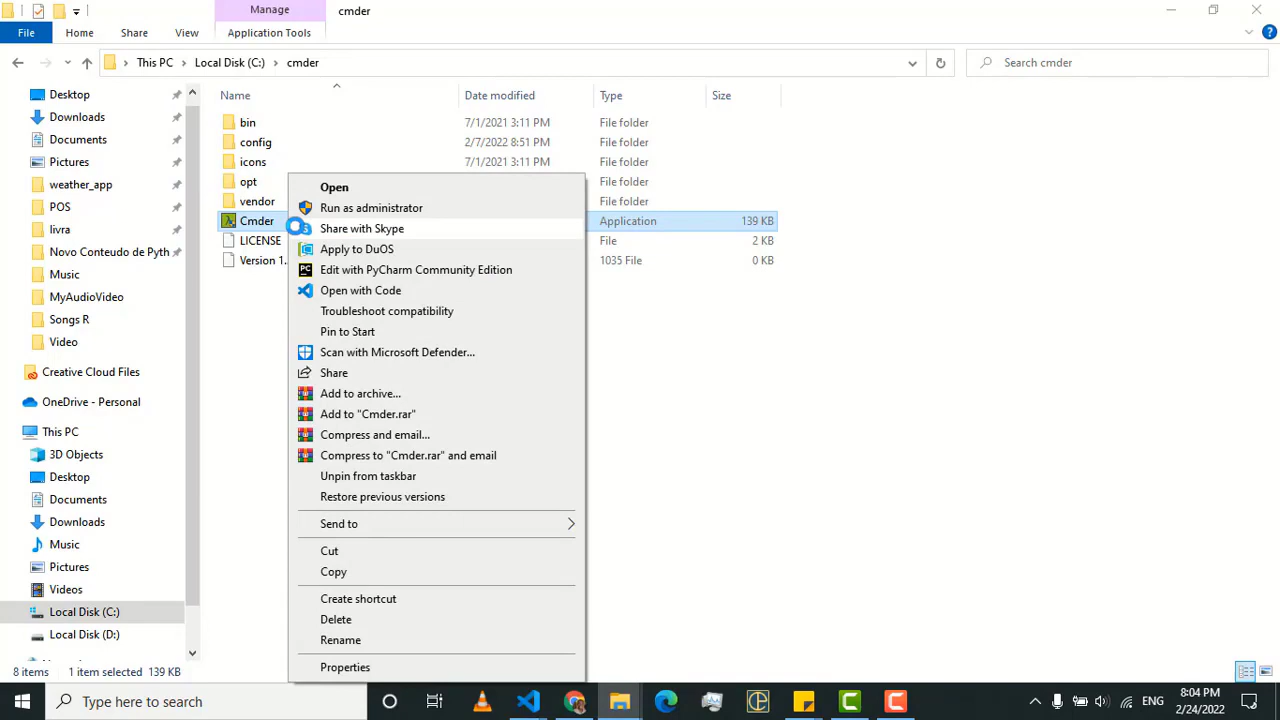 Manage
cmder
File
Home
Share
View
Application Tools
This PC
Local Disk (C:)
cmder
Search cmder
Name
Date modified
Type
Size
Desktop
Downloads
Documents
Pictures
weather_app
POS
livra
Novo Conteudo de Pyth
Music
MyAudioVideo
Songs R
Video
Creative Cloud Files
OneDrive - Personal
This PC
3D Objects
Desktop
Documents
Downloads
Music
Pictures
Videos
Local Disk (C:)
Local Disk (D:)
bin 7/1/2021 3:11 PM File folder
config 2/7/2022 8:51 PM File folder
icons 7/1/2021 3:11 PM File folder
opt File folder
vendor File folder
Cmder Application 139 KB
LICENSE File 2 KB
Version 1. 1035 File 0 KB
Open
Run as administrator
Share with Skype
Apply to DuOS
Edit with PyCharm Community Edition
Open with Code
Troubleshoot compatibility
Pin to Start
Scan with Microsoft Defender...
Share
Add to archive...
Add to "Cmder.rar"
Compress and email...
Compress to "Cmder.rar" and email
Unpin from taskbar
Restore previous versions
Send to
Cut
Copy
Create shortcut
Delete
Rename
Properties
8 items 1 item selected 139 KB
Type here to search
ENG
8:04 PM
2/24/2022